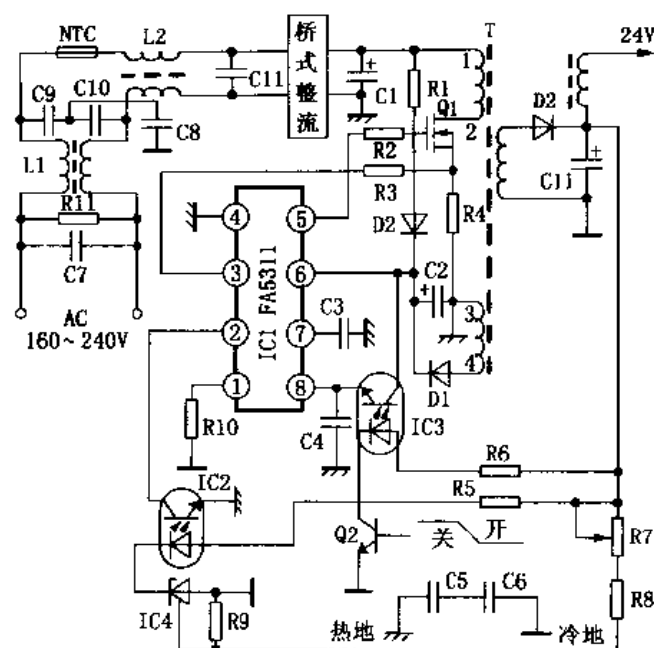 NTC
L2
桥式整流
T
24V
C9
C10
C11
C1
R1
Q1
1
2
D2
C8
R2
C11
L1
R3
R4
R11
4
5
D2
C7
3
6
C2
IC1 FA5311
C3
3
AC
160~240V
2
7
4
1
8
D1
R10
C4
IC3
R6
IC2
R5
Q2
关
开
R7
C5
C6
R8
IC4
R9
热地
冷地